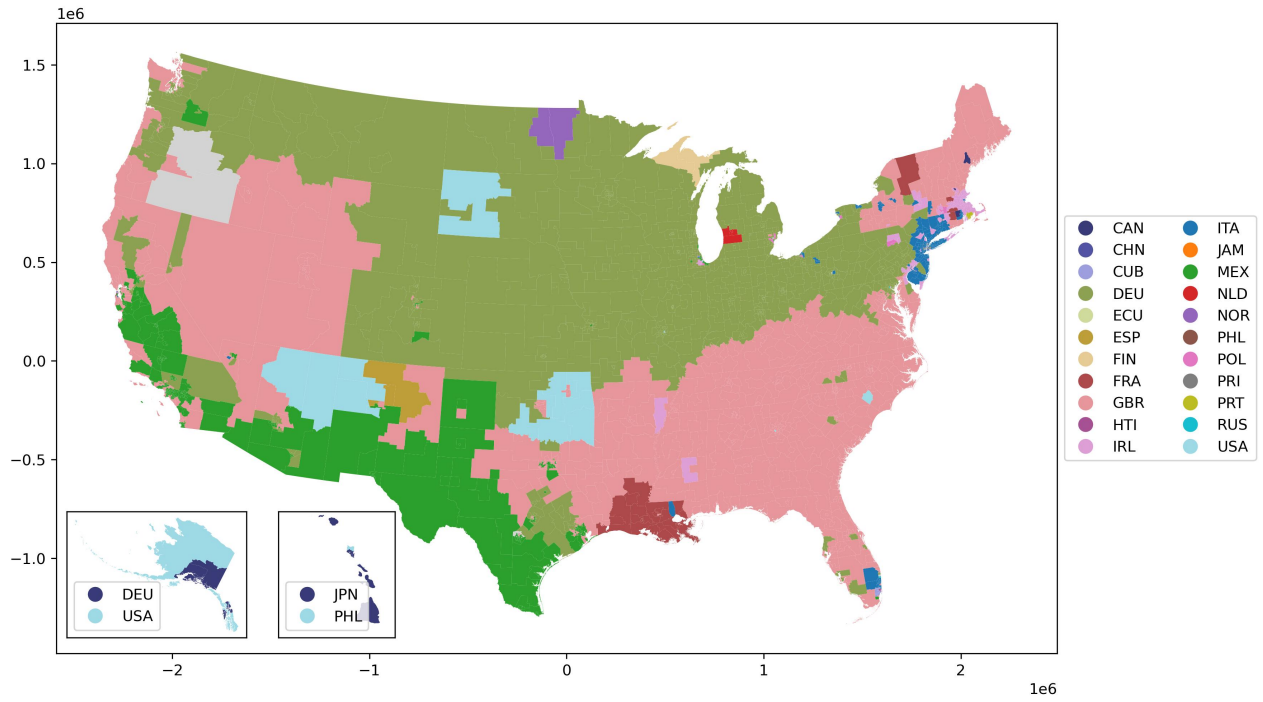 1e6
1.5
1.0
0.5
0.0
−0.5
−1.0
−2
−1
0
1
2
1e6
CAN
CHN
CUB
DEU
ECU
ESP
FIN
FRA
GBR
HTI
IRL
ITA
JAM
MEX
NLD
NOR
PHL
POL
PRI
PRT
RUS
USA
DEU
USA
JPN
PHL